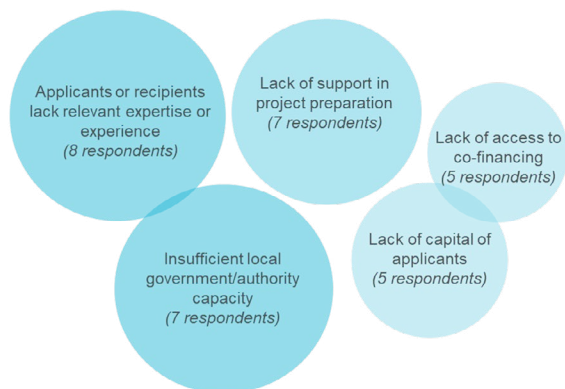 Applicants or recipients
lack relevant expertise or
experience
(8 respondents)
Lack of support in
project preparation
(7 respondents)
Lack of access to
co-financing
(5 respondents)
Insufficient local
government/authority
capacity
(7 respondents)
Lack of capital of
applicants
(5 respondents)